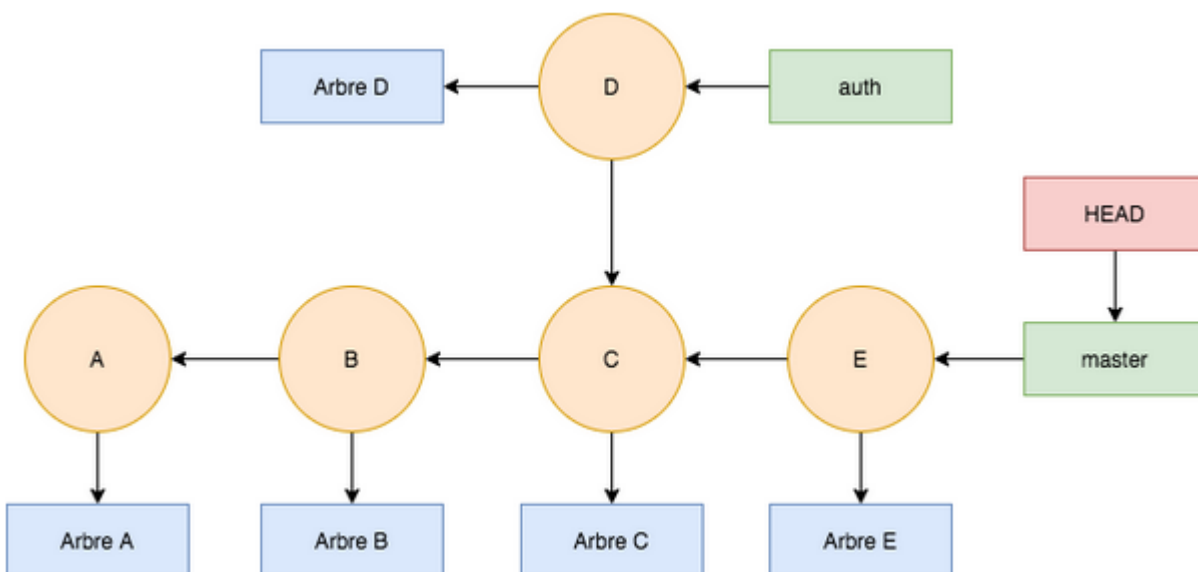 Arbre D
D
auth
HEAD
A
B
C
E
master
Arbre A
Arbre B
Arbre C
Arbre E